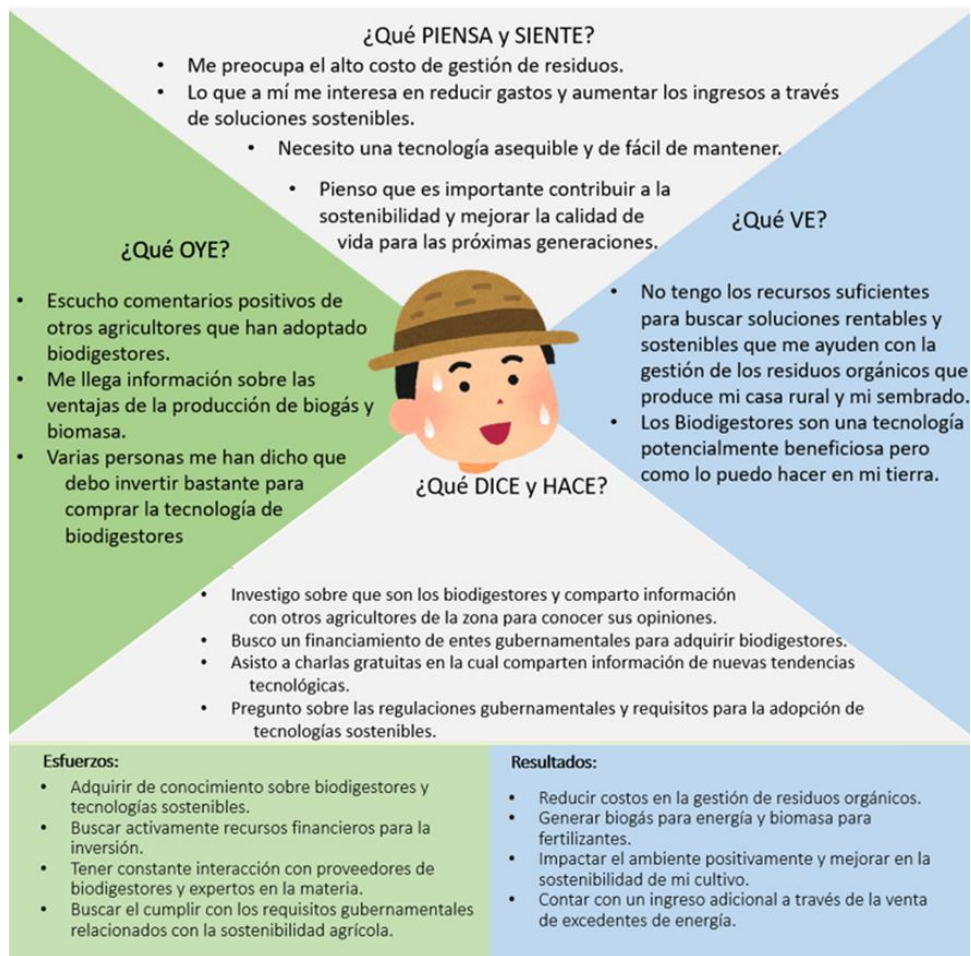 ¿Qué PIENSA y SIENTE?
• Me preocupa el alto costo de gestión de residuos.
• Lo que a mí me interesa en reducir gastos y aumentar los ingresos a través
de soluciones sostenibles.
• Necesito una tecnología asequible y de fácil de mantener.
• Pienso que es importante contribuir a la
sostenibilidad y mejorar la calidad de
vida para las próximas generaciones.
¿Qué OYE?
• Escucho comentarios positivos de
otros agricultores que han adoptado
biodigestores.
• Me llega información sobre las
ventajas de la producción de biogás y
biomasa.
• Varias personas me han dicho que
debo invertir bastante para
comprar la tecnología de
biodigestores
¿Qué VE?
• No tengo los recursos suficientes
para buscar soluciones rentables y
sostenibles que me ayuden con la
gestión de los residuos orgánicos que
produce mi casa rural y mi sembrado.
• Los Biodigestores son una tecnología
potencialmente beneficiosa pero
como lo puedo hacer en mi tierra.
¿Qué DICE y HACE?
• Investigo sobre que son los biodigestores y comparto información
con otros agricultores de la zona para conocer sus opiniones.
• Busco un financiamiento de entes gubernamentales para adquirir biodigestores.
• Asisto a charlas gratuitas en la cual comparten información de nuevas tendencias
tecnológicas.
• Pregunto sobre las regulaciones gubernamentales y requisitos para la adopción de
tecnologías sostenibles.
Esfuerzos:
• Adquirir de conocimiento sobre biodigestores y
tecnologías sostenibles.
• Buscar activamente recursos financieros para la
inversión.
• Tener constante interacción con proveedores de
biodigestores y expertos en la materia.
• Buscar el cumplir con los requisitos gubernamentales
relacionados con la sostenibilidad agrícola.
Resultados:
• Reducir costos en la gestión de residuos orgánicos.
• Generar biogás para energía y biomasa para
fertilizantes.
• Impactar el ambiente positivamente y mejorar en la
sostenibilidad de mi cultivo.
• Contar con un ingreso adicional a través de la venta
de excedentes de energía.